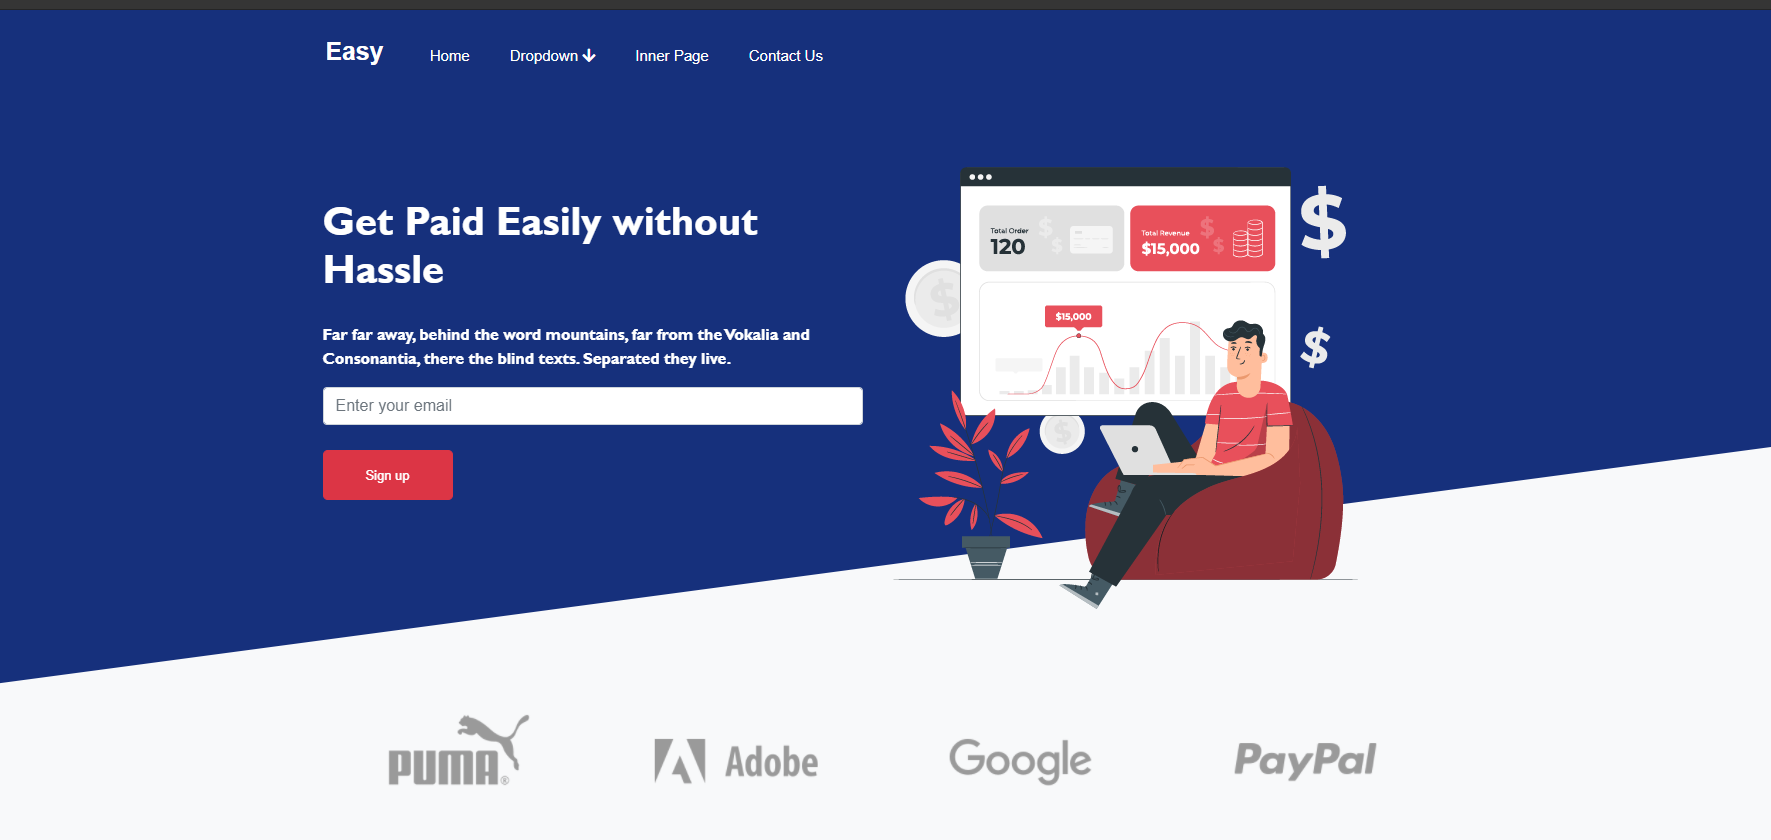 Easy
Home
Dropdown
Inner Page
Contact Us
Get Paid Easily without
Hassle
Far far away, behind the word mountains, far from the Vokalia and
Consonantia, there the blind texts. Separated they live.
Enter your email
Sign up
Total Order
120
$
$
Total Revenue
$15,000
$
$
$15,000
$
$
$
$
PUMA®
Adobe
Google
PayPal